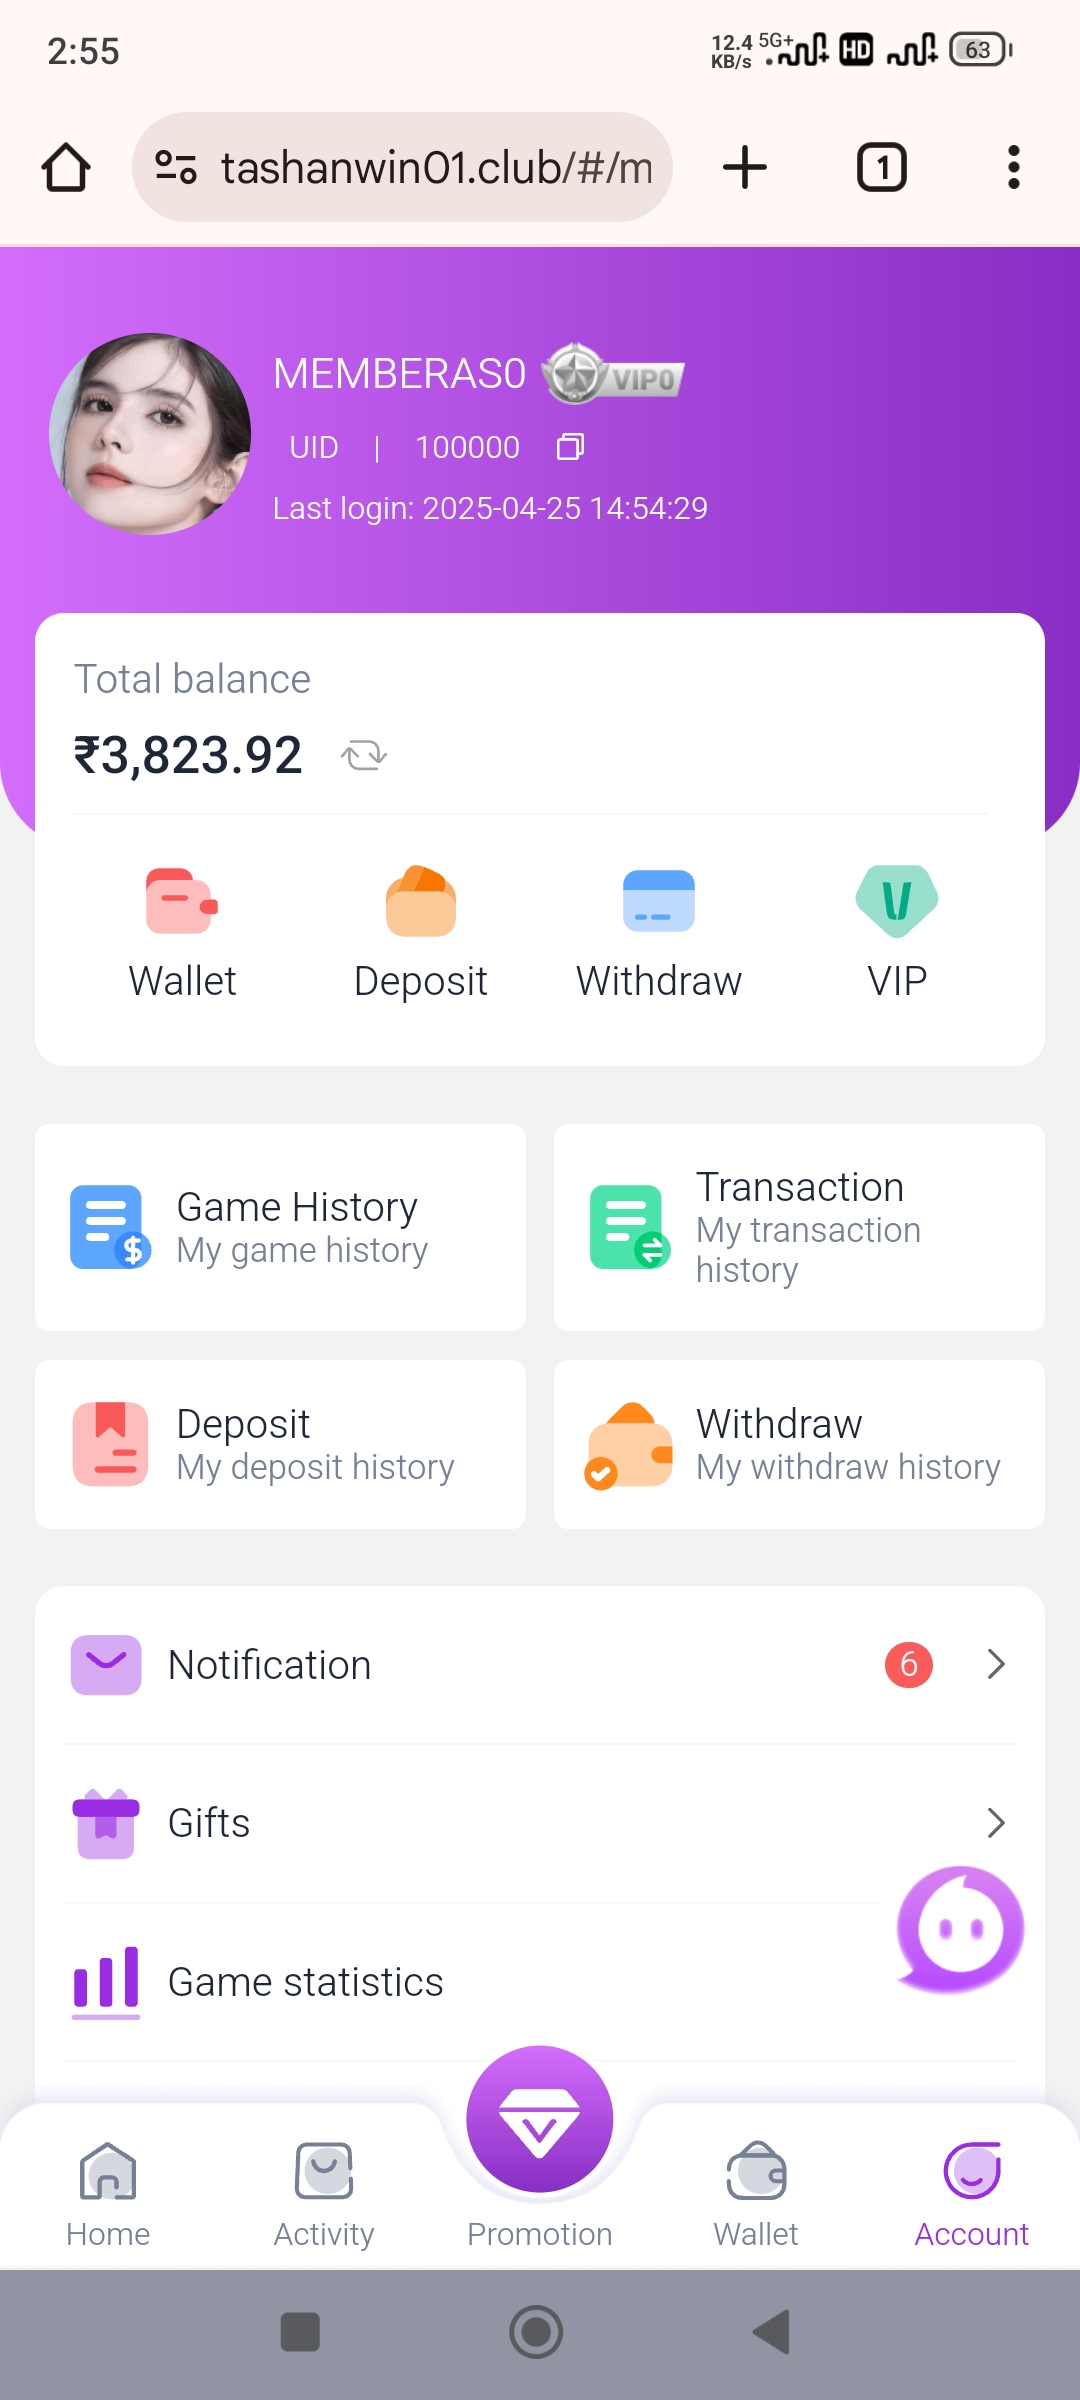 2:55
12.4 KB/s 5G+ HD 63
tashanwin01.club/#/m
1
MEMBERAS0 VIP0
UID | 100000
Last login: 2025-04-25 14:54:29
Total balance
₹3,823.92
Wallet Deposit Withdraw VIP
Game History
My game history
Transaction
My transaction
history
Deposit
My deposit history
Withdraw
My withdraw history
Notification 6
Gifts
Game statistics
Home Activity Promotion Wallet Account